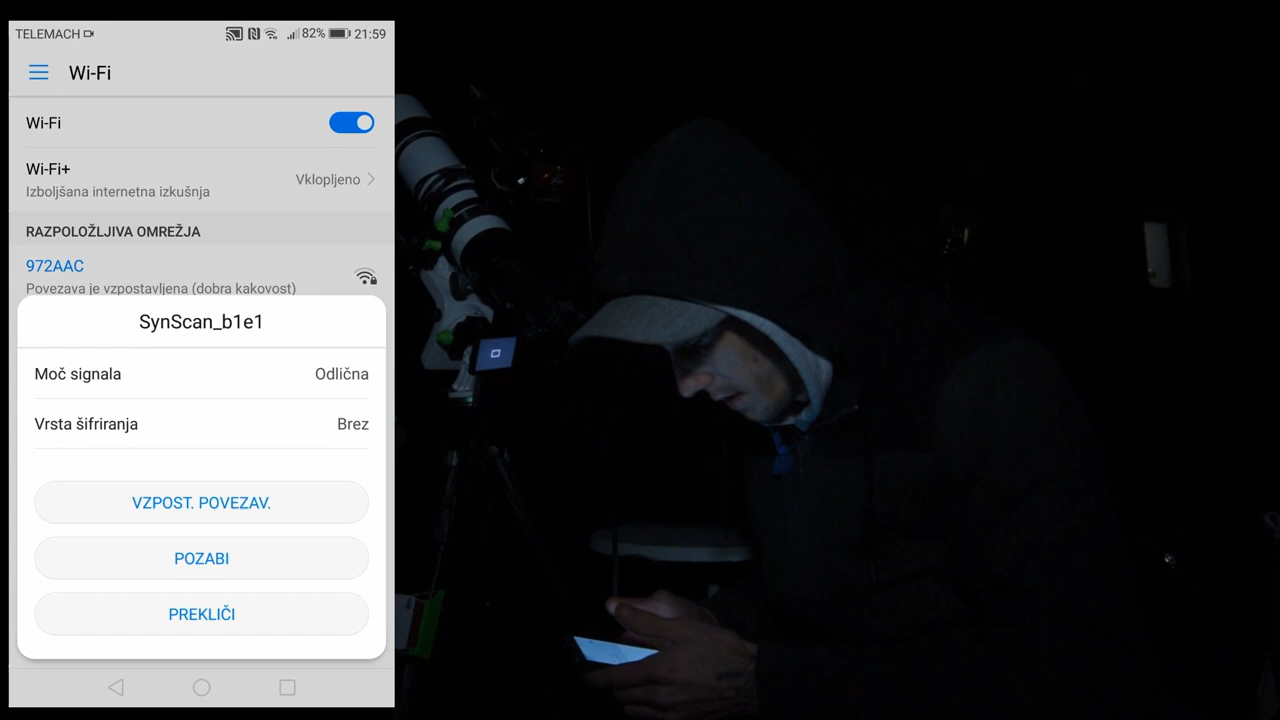 TELEMACH 82% 21:59
Wi-Fi
Wi-Fi
Wi-Fi+
Izboljšana internetna izkušnja
Vklopljeno
RAZPOLOŽLJIVA OMREŽJA
972AAC
Povezava je vzpostavljena (dobra kakovost)
SynScan_b1e1
Moč signala Odlična
Vrsta šifriranja Brez
VZPOST. POVEZAV.
POZABI
PREKLIČI